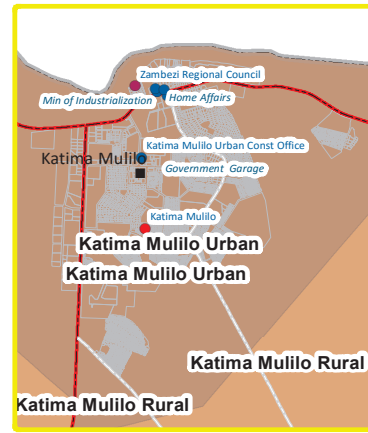 Zambezi Regional Council
Min of Industrialization
Home Affairs
Katima Mulilo Urban Const Office
Katima Mulilo
Government Garage
Katima Mulilo
Katima Mulilo Urban
Katima Mulilo Urban
Katima Mulilo Rural
Katima Mulilo Rural